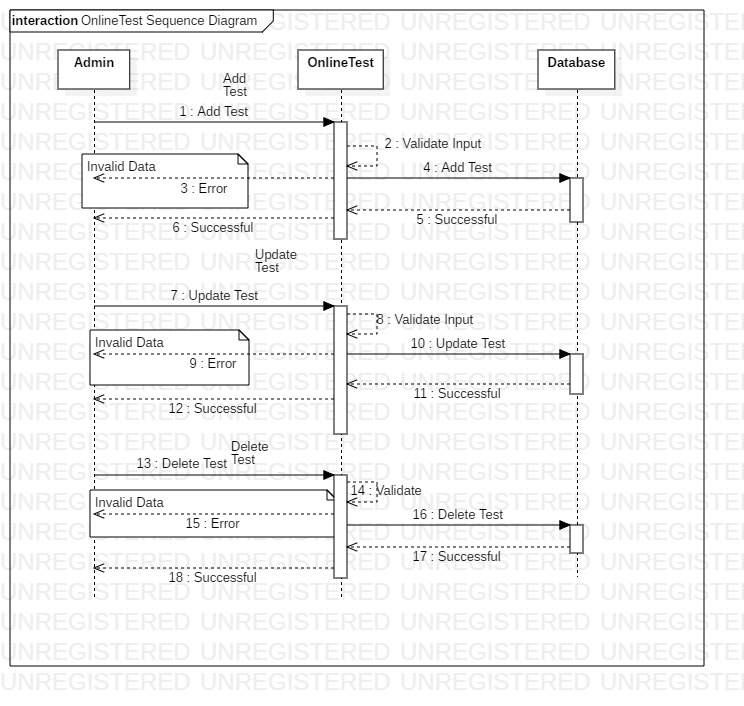 interaction OnlineTest Sequence Diagram
Admin
OnlineTest
Database
Add
Test
1 : Add Test
2 : Validate Input
Invalid Data
4 : Add Test
3 : Error
5 : Successful
6 : Successful
Update
Test
7 : Update Test
8 : Validate Input
Invalid Data
10 : Update Test
9 : Error
11 : Successful
12 : Successful
Delete
Test
13 : Delete Test
14 : Validate
Invalid Data
16 : Delete Test
15 : Error
17 : Successful
18 : Successful
UNREGISTERED